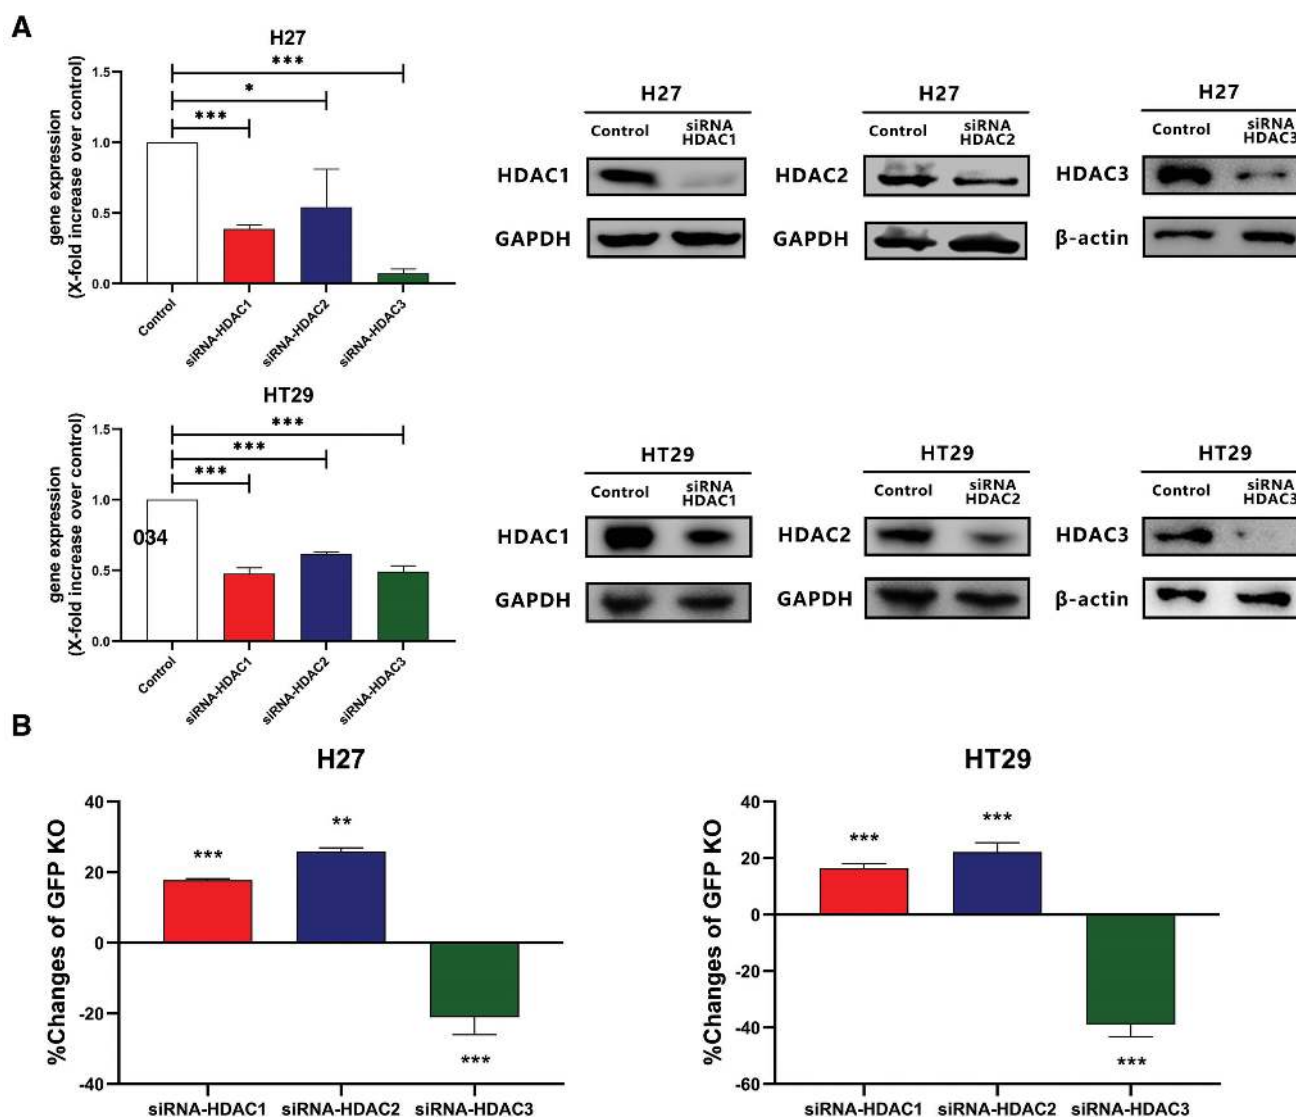 A
H27
***
*
***
gene expression
(X-fold increase over control)
1.5
1.0
0.5
0.0
Control
siRNA-HDAC1
siRNA-HDAC2
siRNA-HDAC3
H27
Control
siRNA
HDAC1
HDAC1
GAPDH
H27
Control
siRNA
HDAC2
HDAC2
GAPDH
H27
Control
siRNA
HDAC3
HDAC3
β-actin
HT29
***
***
***
gene expression
(X-fold increase over control)
1.5
1.0
0.5
0.0
034
Control
siRNA-HDAC1
siRNA-HDAC2
siRNA-HDAC3
HT29
Control
siRNA
HDAC1
HDAC1
GAPDH
HT29
Control
siRNA
HDAC2
HDAC2
GAPDH
HT29
Control
siRNA
HDAC3
HDAC3
β-actin
B
H27
%Changes of GFP KO
40
20
0
-20
-40
***
**
***
siRNA-HDAC1
siRNA-HDAC2
siRNA-HDAC3
HT29
%Changes of GFP KO
40
20
0
-20
-40
-60
***
***
***
siRNA-HDAC1
siRNA-HDAC2
siRNA-HDAC3